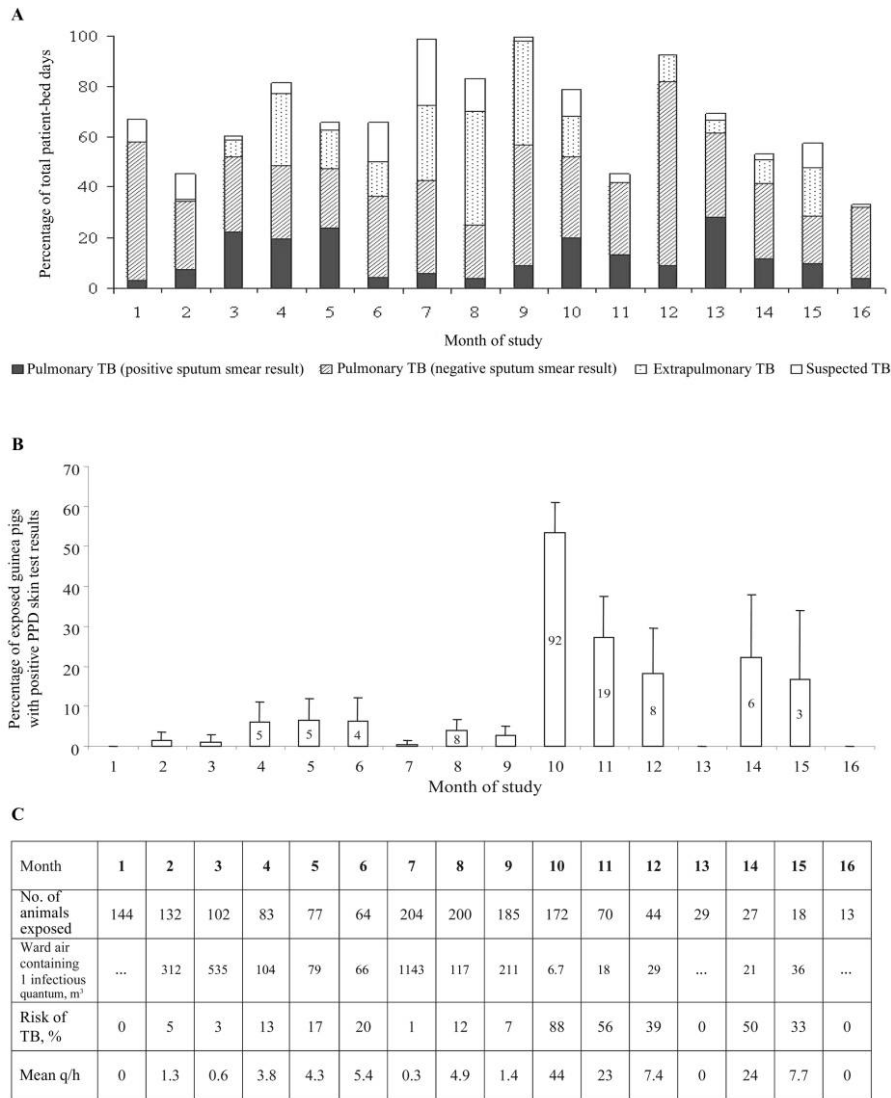 A
Percentage of total patient-bed days
100
80
60
40
20
0
1 2 3 4 5 6 7 8 9 10 11 12 13 14 15 16
Month of study
Pulmonary TB (positive sputum smear result) Pulmonary TB (negative sputum smear result) Extrapulmonary TB Suspected TB
B
Percentage of exposed guinea pigs
with positive PPD skin test results
70
60
50
40
30
20
10
0
5 5 4 8 92 19 8 6 3
1 2 3 4 5 6 7 8 9 10 11 12 13 14 15 16
Month of study
C
Month 1 2 3 4 5 6 7 8 9 10 11 12 13 14 15 16
No. of
animals
exposed
144 132 102 83 77 64 204 200 185 172 70 44 29 27 18 13
Ward air
containing
1 infectious
quantum, m³
... 312 535 104 79 66 1143 117 211 6.7 18 29 ... 21 36 ...
Risk of
TB, %
0 5 3 13 17 20 1 12 7 88 56 39 0 50 33 0
Mean q/h 0 1.3 0.6 3.8 4.3 5.4 0.3 4.9 1.4 44 23 7.4 0 24 7.7 0